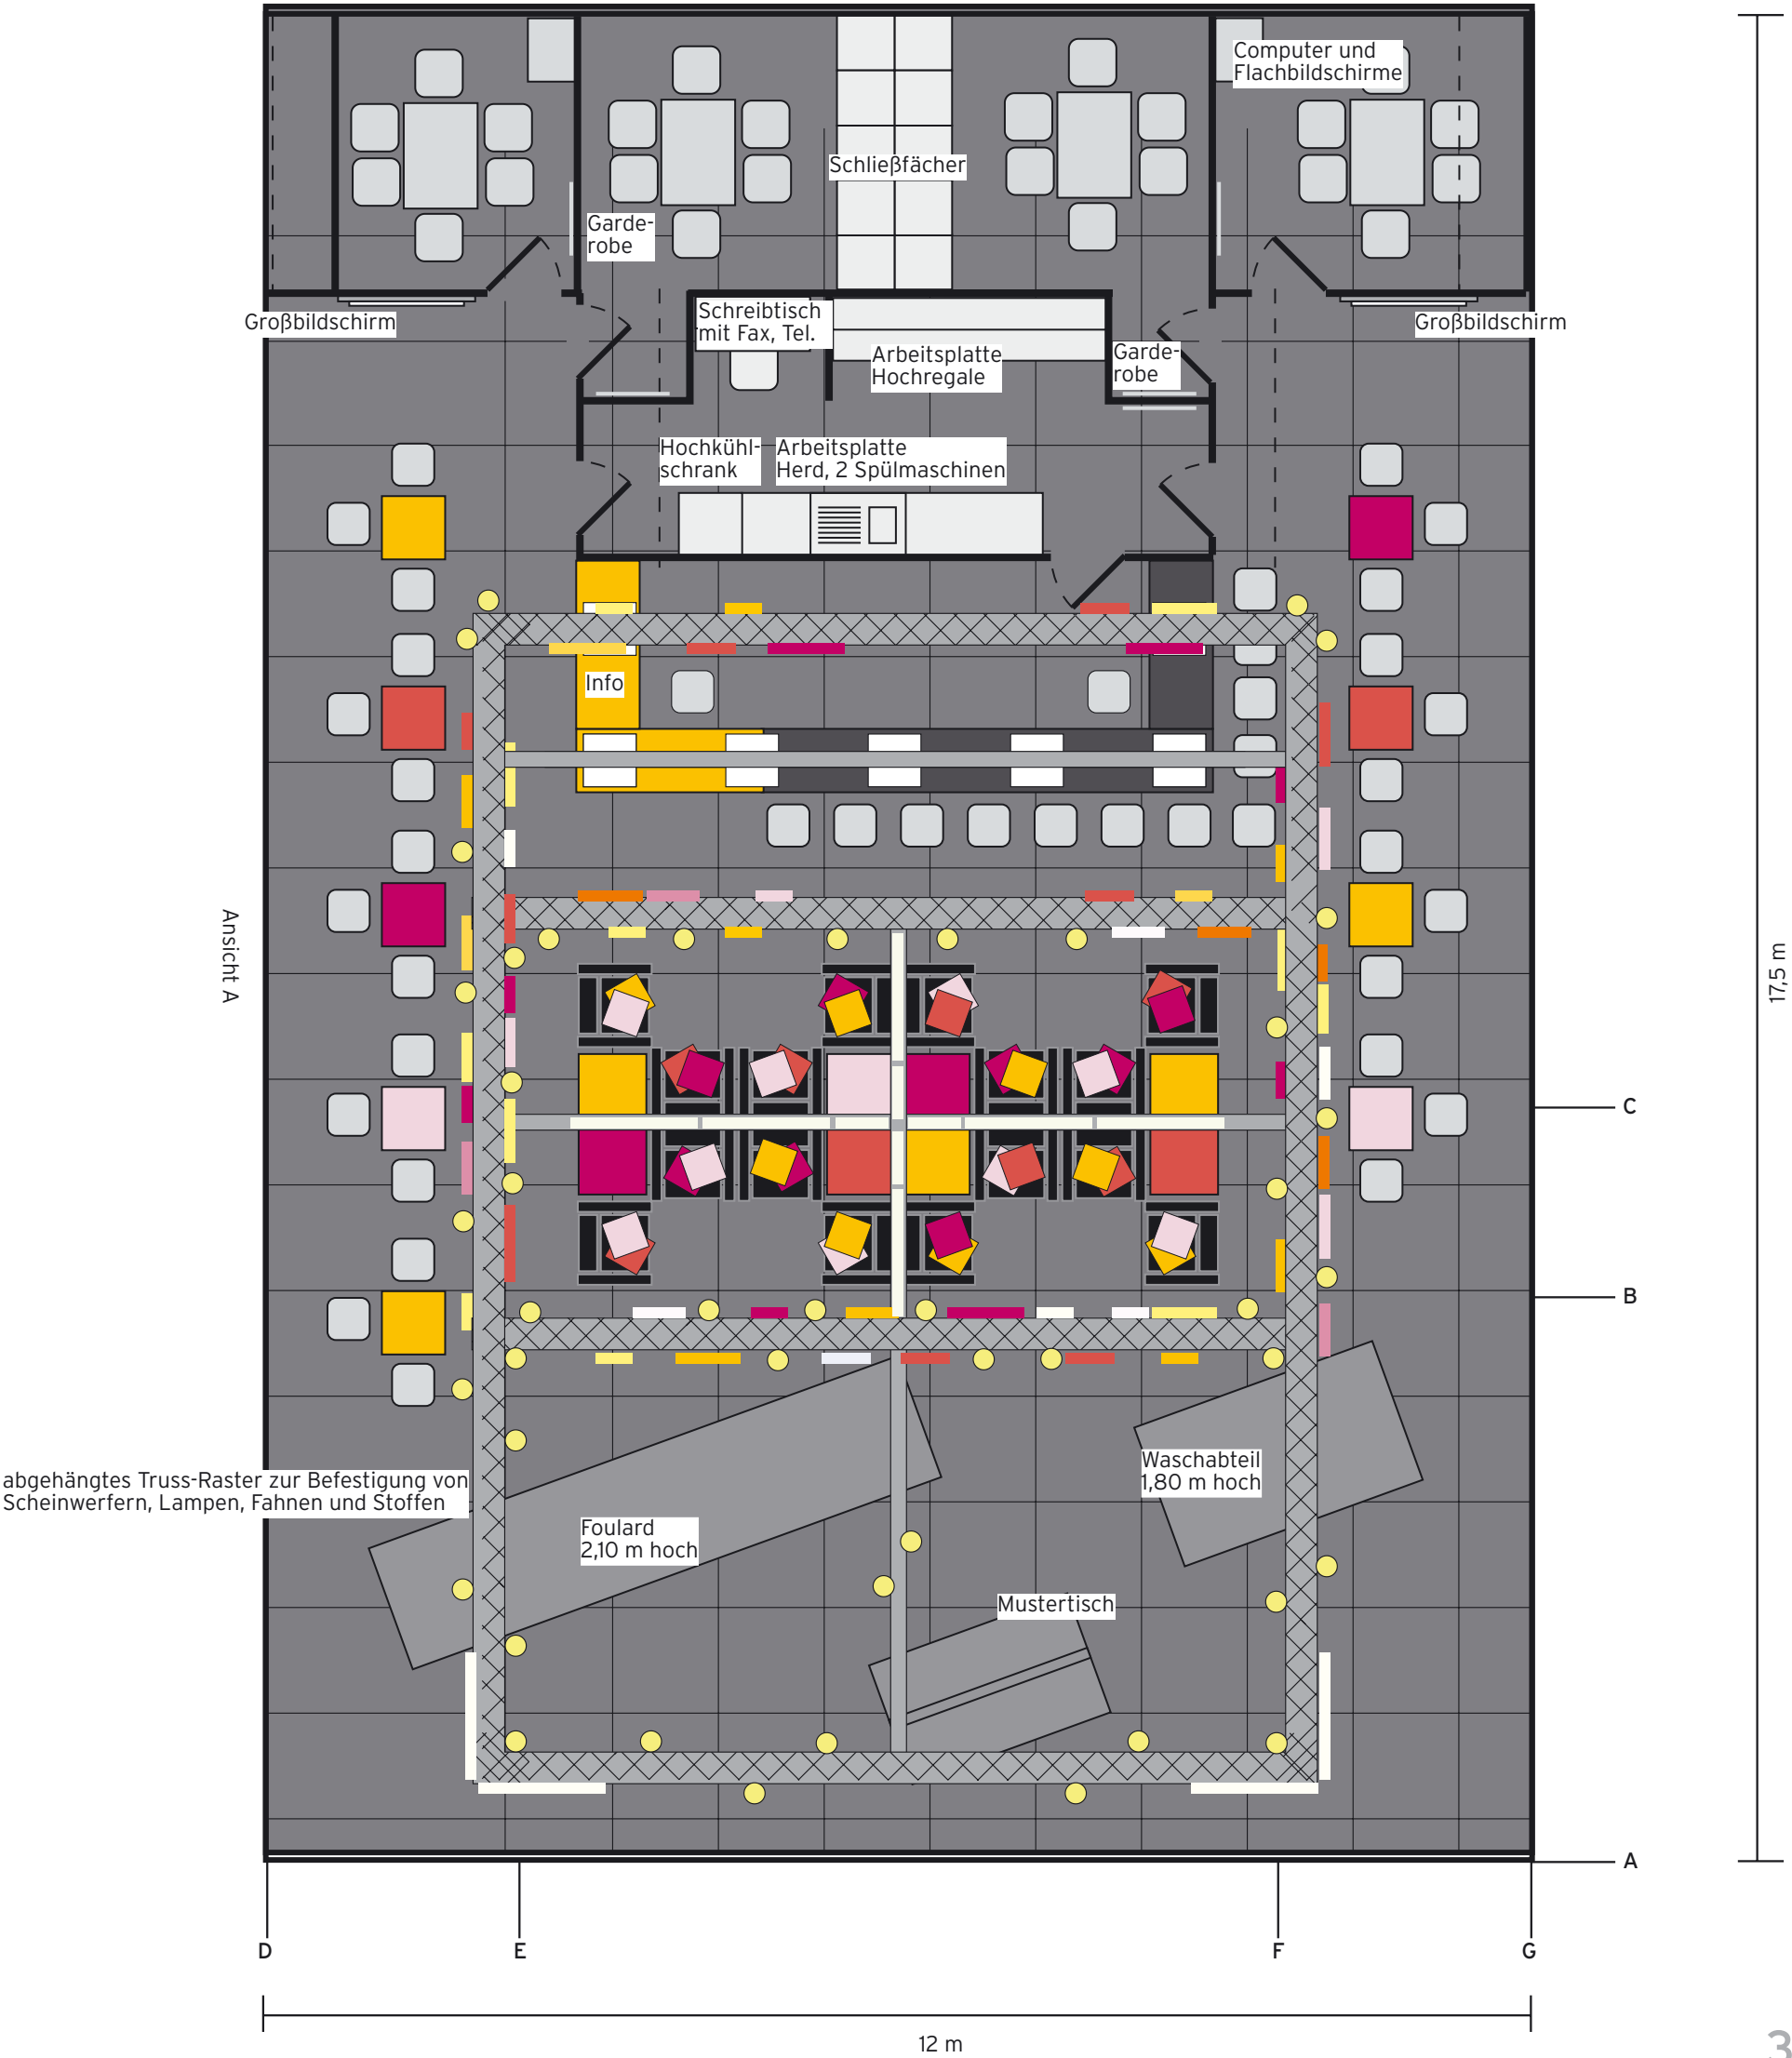 Computer und
Flachbildschirme
Schließfächer
Garde-
robe
Schreibtisch
mit Fax, Tel.
Großbildschirm
Großbildschirm
Arbeitsplatte
Hochregale
Garde-
robe
Hochkühl-
schrank
Arbeitsplatte
Herd, 2 Spülmaschinen
Info
Ansicht A
17,5 m
C
B
abgehängtes Truss-Raster zur Befestigung von
Scheinwerfern, Lampen, Fahnen und Stoffen
Waschabteil
1,80 m hoch
Foulard
2,10 m hoch
Mustertisch
A
D
E
F
G
12 m
3